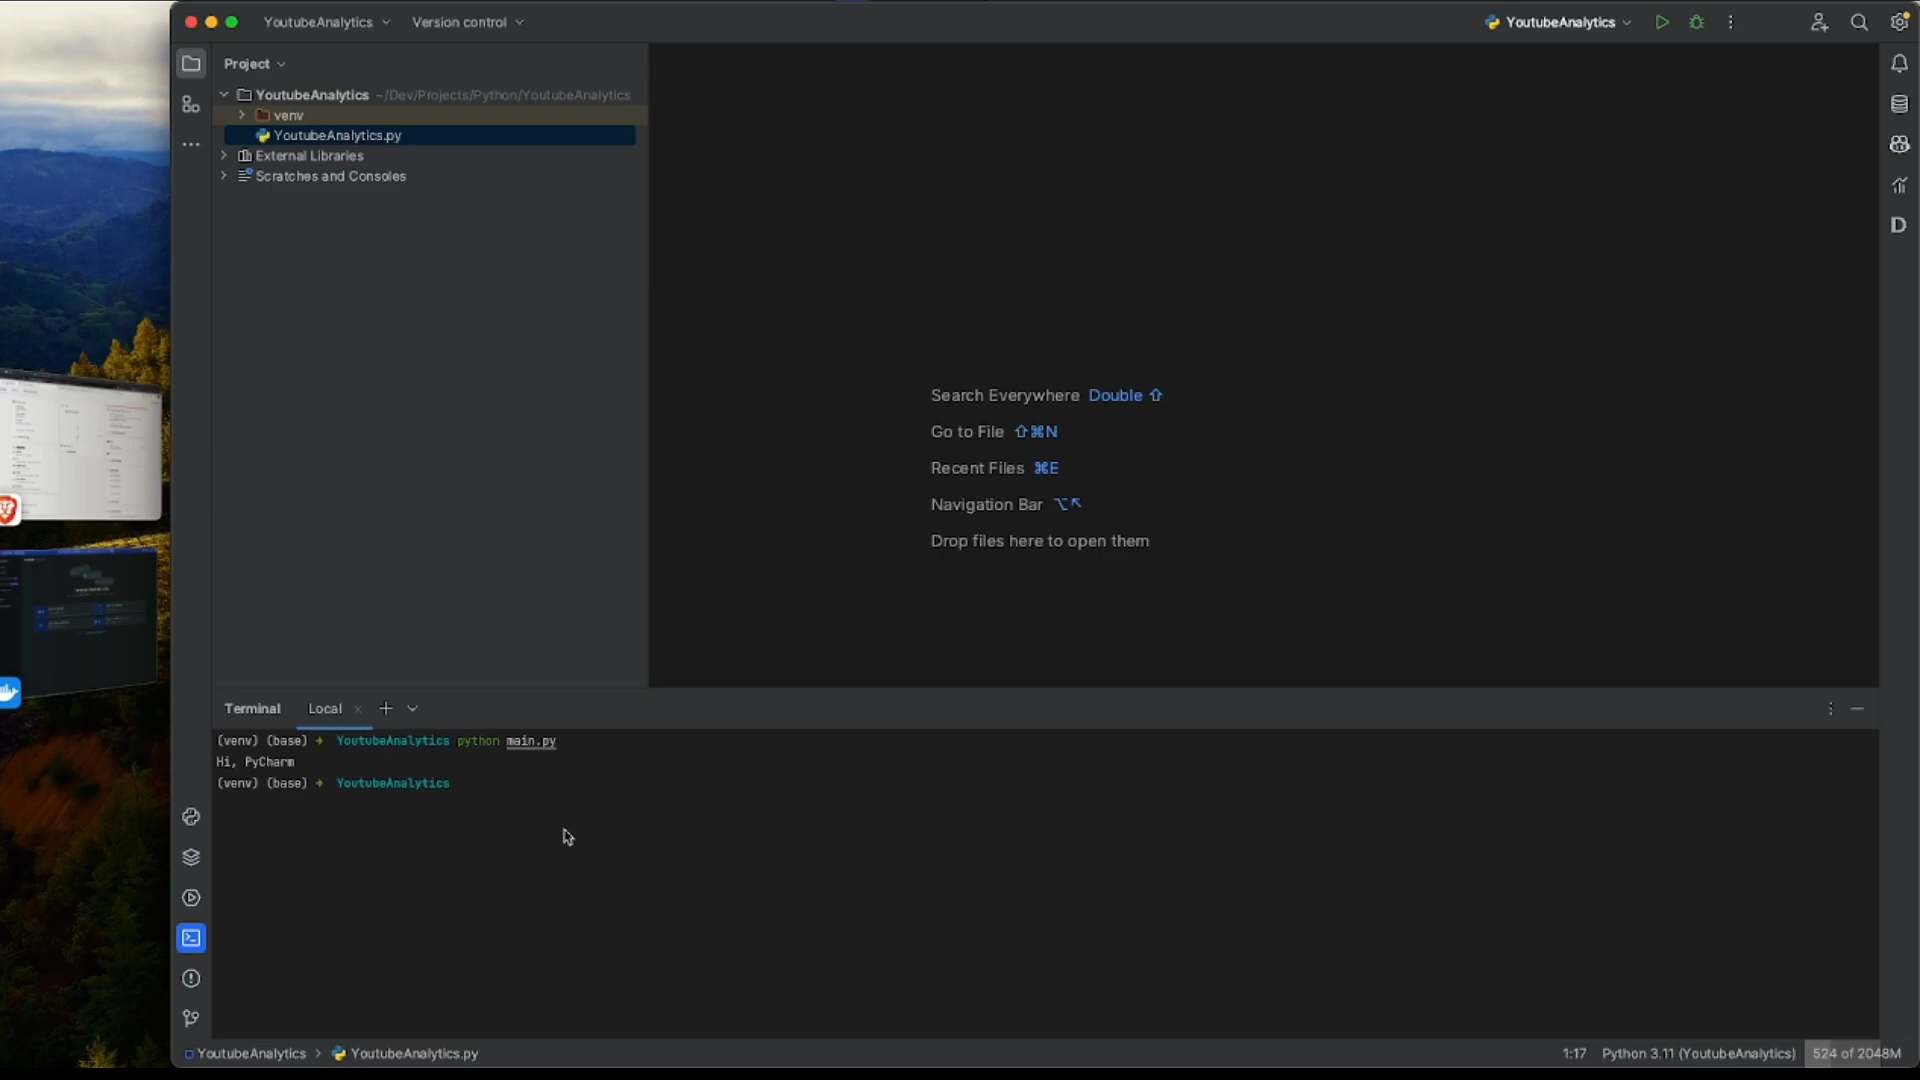 YoutubeAnalytics Version control YoutubeAnalytics
Project
YoutubeAnalytics ~/Dev/Projects/Python/YoutubeAnalytics
venv
YoutubeAnalytics.py
External Libraries
Scratches and Consoles
Search Everywhere Double ⇧
Go to File ⇧⌘N
Recent Files ⌘E
Navigation Bar ⌥↖
Drop files here to open them
Terminal Local
(venv) (base) → YoutubeAnalytics python main.py
Hi, PyCharm
(venv) (base) → YoutubeAnalytics
YoutubeAnalytics > YoutubeAnalytics.py 1:17 Python 3.11 (YoutubeAnalytics) 524 of 2048M